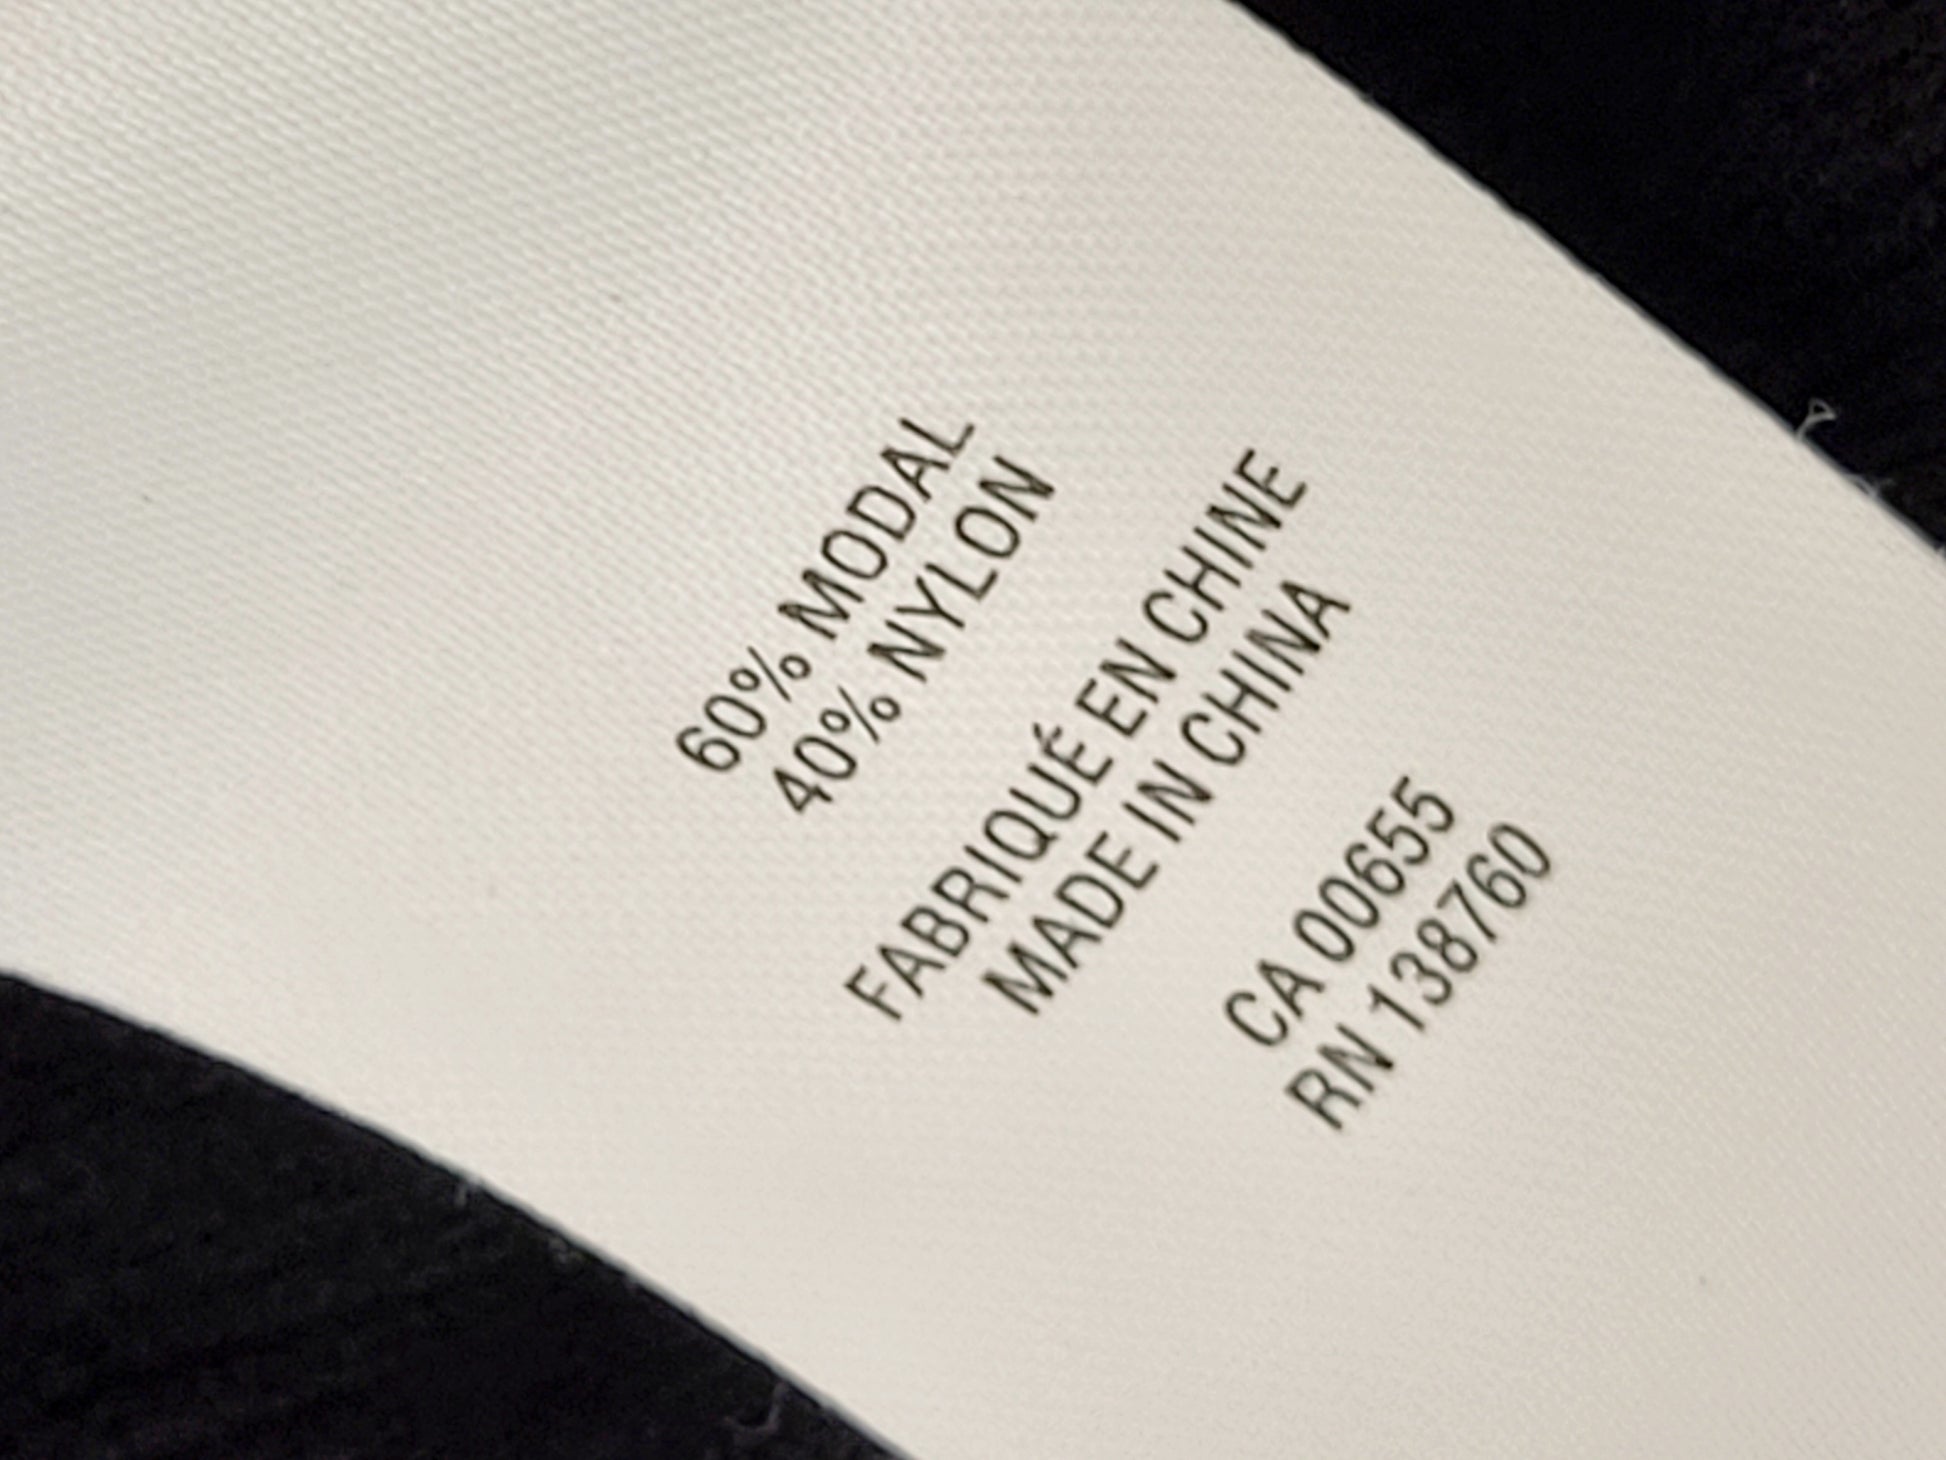 60% MODAL
40% NYLON
FABRIQUÉ EN CHINE
MADE IN CHINA
CA 00655
RN 138760